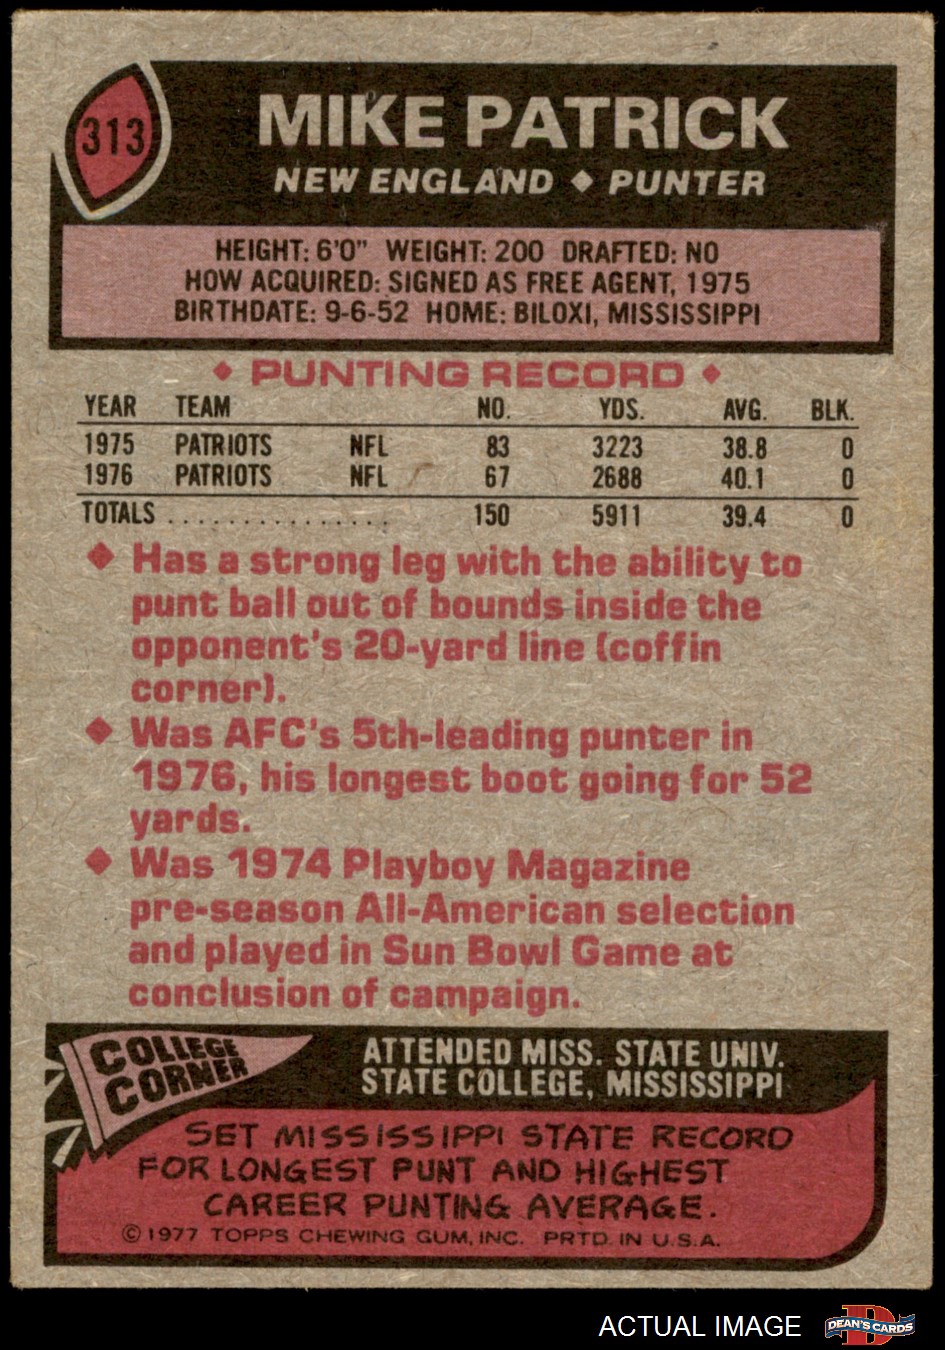 313
MIKE PATRICK
NEW ENGLAND ♦ PUNTER
HEIGHT: 6'0" WEIGHT: 200 DRAFTED: NO
HOW ACQUIRED: SIGNED AS FREE AGENT, 1975
BIRTHDATE: 9-6-52 HOME: BILOXI, MISSISSIPPI
♦ PUNTING RECORD ♦
YEAR TEAM NO. YDS. AVG. BLK.
1975 PATRIOTS NFL 83 3223 38.8 0
1976 PATRIOTS NFL 67 2688 40.1 0
TOTALS . . . . . . . . . . . . . . . 150 5911 39.4 0
♦ Has a strong leg with the ability to
punt ball out of bounds inside the
opponent's 20-yard line (coffin
corner).
♦ Was AFC's 5th-leading punter in
1976, his longest boot going for 52
yards.
♦ Was 1974 Playboy Magazine
pre-season All-American selection
and played in Sun Bowl Game at
conclusion of campaign.
COLLEGE
CORNER
ATTENDED MISS. STATE UNIV.
STATE COLLEGE, MISSISSIPPI
SET MISSISSIPPI STATE RECORD
FOR LONGEST PUNT AND HIGHEST
CAREER PUNTING AVERAGE.
© 1977 TOPPS CHEWING GUM, INC. PRTD. IN U.S.A.
ACTUAL IMAGE
D
DEAN'S CARDS